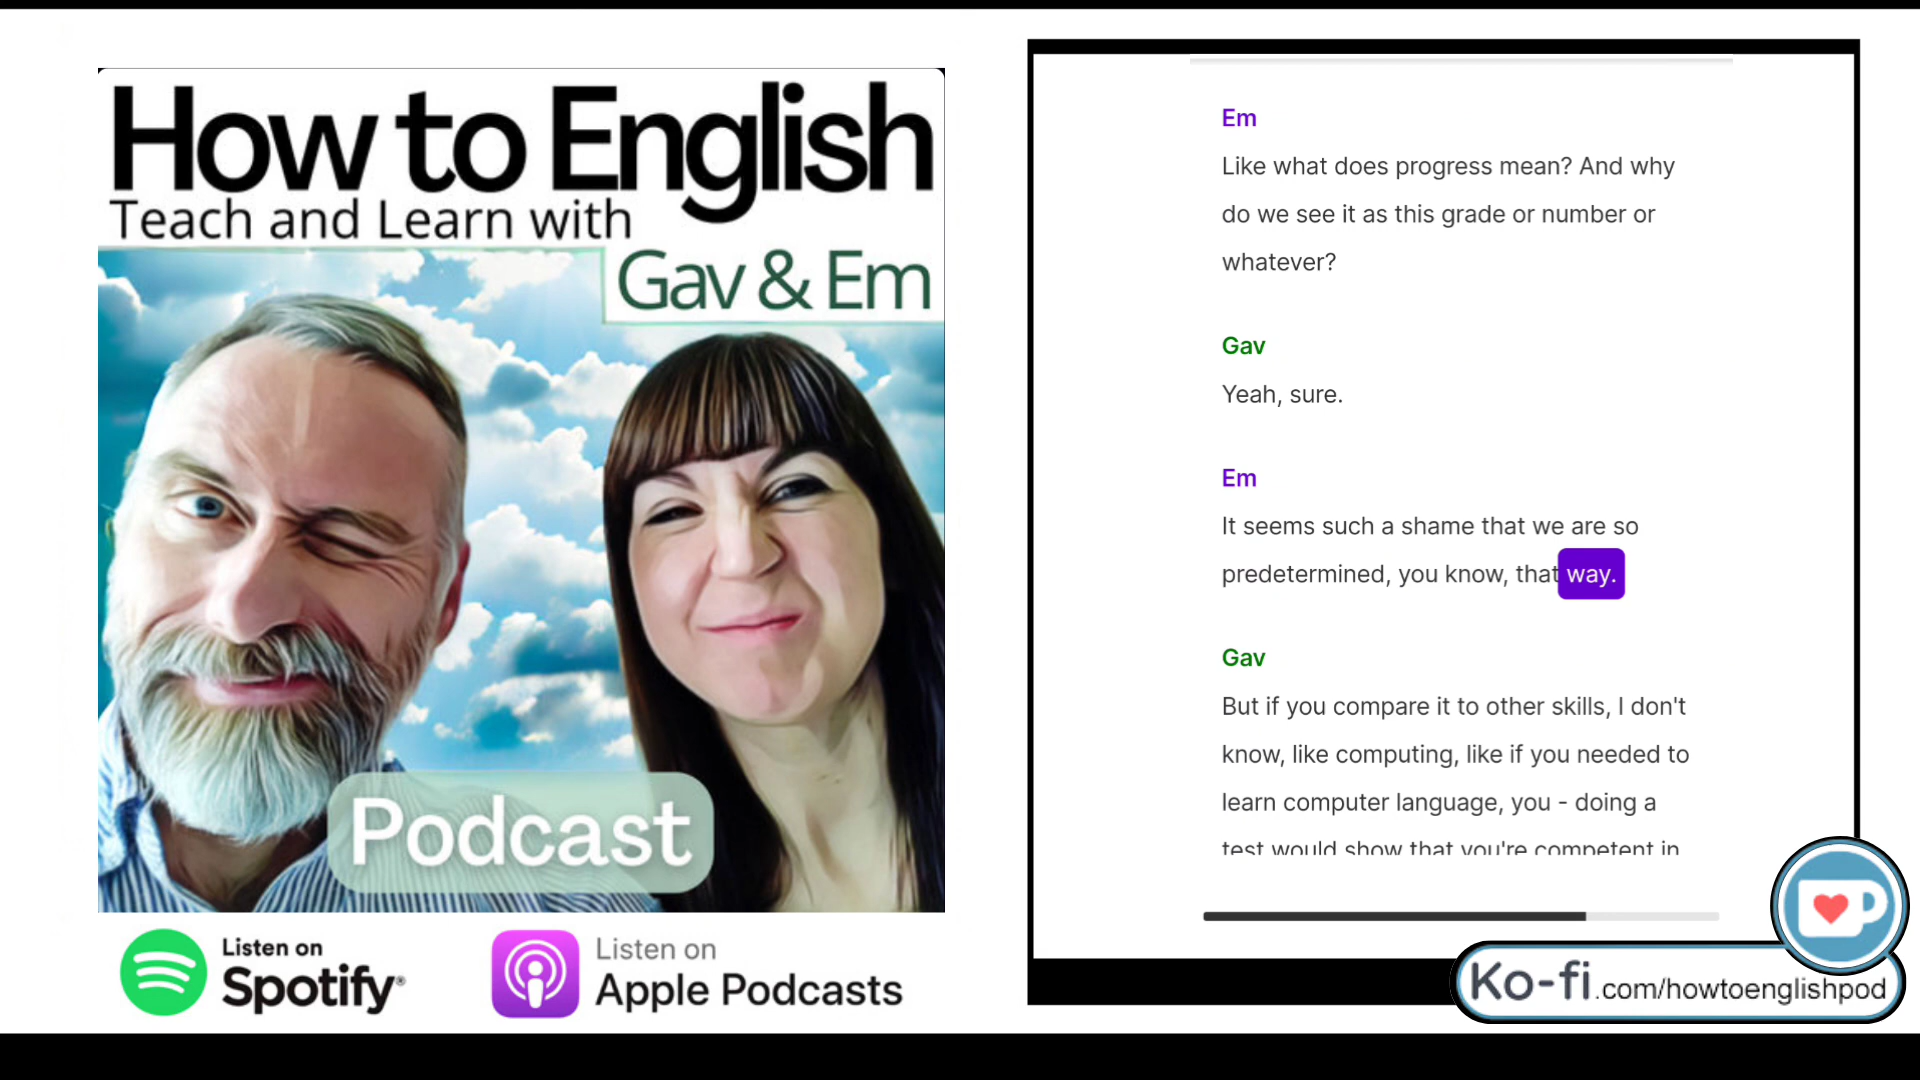 How to English
Teach and Learn with
Gav & Em
Podcast
Listen on
Spotify®
Listen on
Apple Podcasts
Em
Like what does progress mean? And why
do we see it as this grade or number or
whatever?
Gav
Yeah, sure.
Em
It seems such a shame that we are so
predetermined, you know, that way.
Gav
But if you compare it to other skills, I don't
know, like computing, like if you needed to
learn computer language, you - doing a
test would show that you're competent in
Ko-fi.com/howtoenglishpod